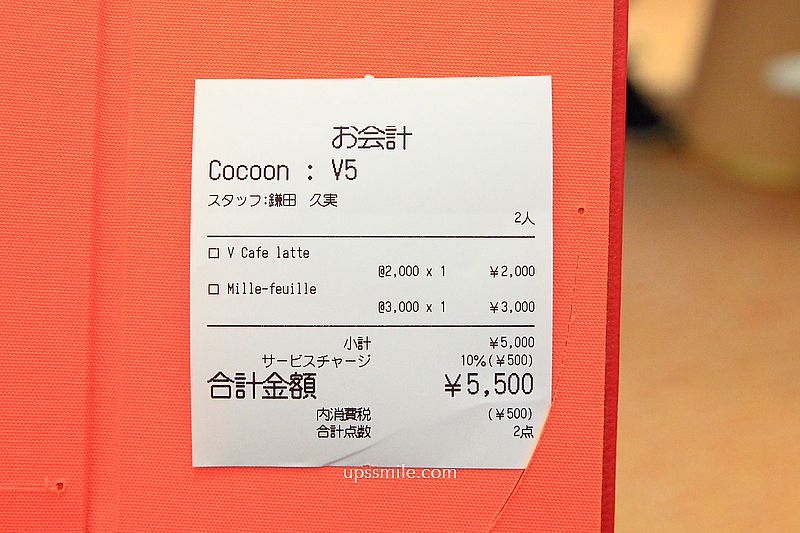 お会計
Cocoon : V5
スタッフ:鎌田　久実
2人
□ V Cafe latte
@2,000 x 1 ¥2,000
□ Mille-feuille
@3,000 x 1 ¥3,000
小計 ¥5,000
サービスチャージ 10%(¥500)
合計金額 ¥5,500
内消費税 (¥500)
合計点数 2点
upssmile.com